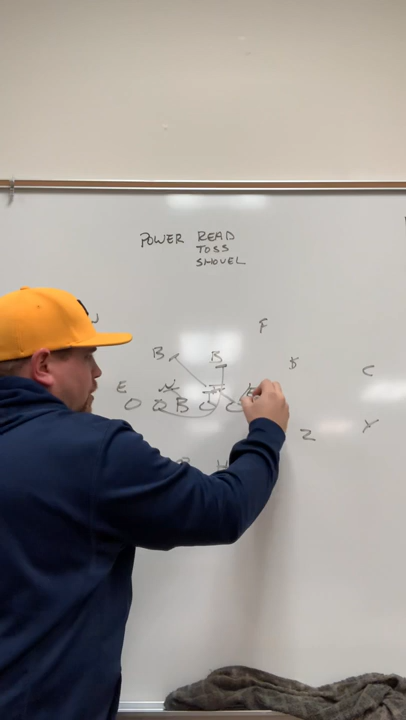 POWER READ
TOSS
SHOVEL
F
B B
$ C
E N T E
O O B O O
Z Y
H